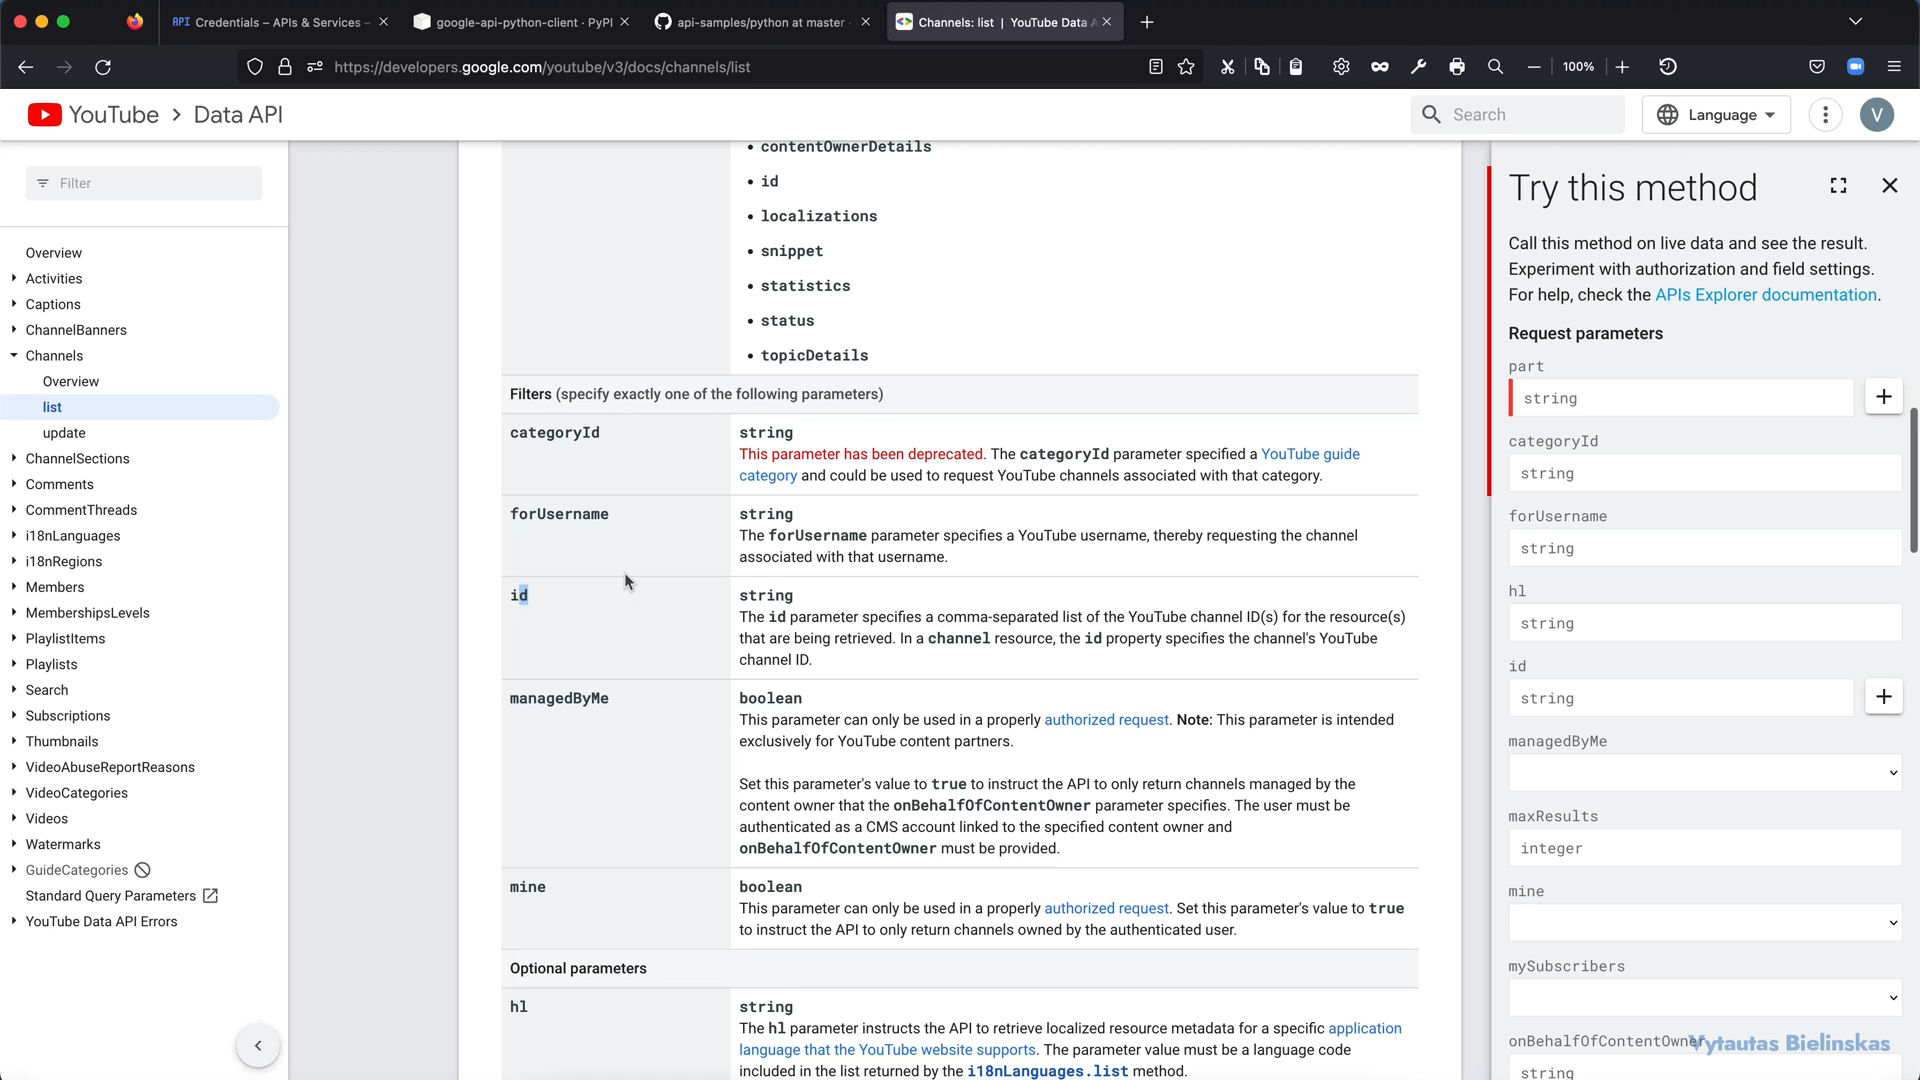 API Credentials – APIs & Services –
google-api-python-client · PyPI
api-samples/python at master ·
Channels: list | YouTube Data A
https://developers.google.com/youtube/v3/docs/channels/list
100%
YouTube > Data API
Search
Language
V
Filter
Overview
Activities
Captions
ChannelBanners
Channels
Overview
list
update
ChannelSections
Comments
CommentThreads
i18nLanguages
i18nRegions
Members
MembershipsLevels
PlaylistItems
Playlists
Search
Subscriptions
Thumbnails
VideoAbuseReportReasons
VideoCategories
Videos
Watermarks
GuideCategories
Standard Query Parameters
YouTube Data API Errors
• contentOwnerDetails
• id
• localizations
• snippet
• statistics
• status
• topicDetails
Filters (specify exactly one of the following parameters)
categoryId
string
This parameter has been deprecated. The categoryId parameter specified a YouTube guide
category and could be used to request YouTube channels associated with that category.
forUsername
string
The forUsername parameter specifies a YouTube username, thereby requesting the channel
associated with that username.
id
string
The id parameter specifies a comma-separated list of the YouTube channel ID(s) for the resource(s)
that are being retrieved. In a channel resource, the id property specifies the channel's YouTube
channel ID.
managedByMe
boolean
This parameter can only be used in a properly authorized request. Note: This parameter is intended
exclusively for YouTube content partners.
Set this parameter's value to true to instruct the API to only return channels managed by the
content owner that the onBehalfOfContentOwner parameter specifies. The user must be
authenticated as a CMS account linked to the specified content owner and
onBehalfOfContentOwner must be provided.
mine
boolean
This parameter can only be used in a properly authorized request. Set this parameter's value to true
to instruct the API to only return channels owned by the authenticated user.
Optional parameters
hl
string
The hl parameter instructs the API to retrieve localized resource metadata for a specific application
language that the YouTube website supports. The parameter value must be a language code
included in the list returned by the i18nLanguages.list method.
Try this method
Call this method on live data and see the result.
Experiment with authorization and field settings.
For help, check the APIs Explorer documentation.
Request parameters
part
string
categoryId
string
forUsername
string
hl
string
id
string
managedByMe
maxResults
integer
mine
mySubscribers
onBehalfOfContentOwner
string
Vytautas Bielinskas